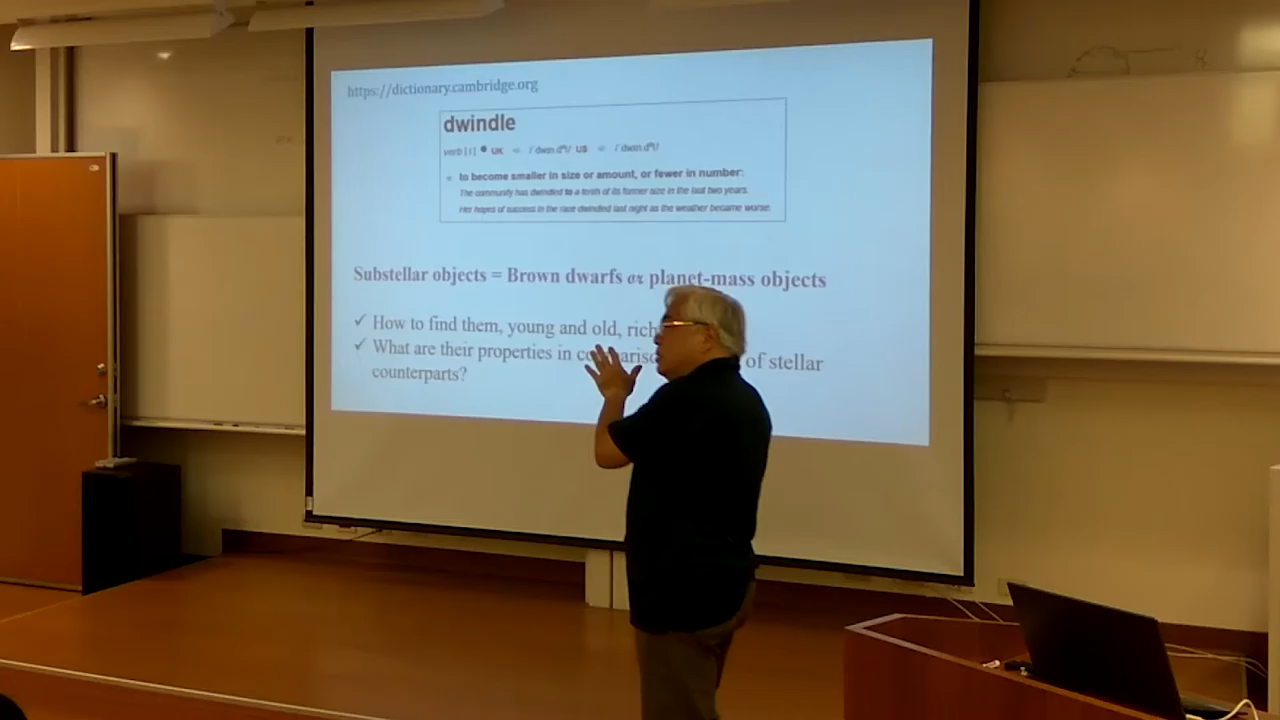 https://dictionary.cambridge.org
dwindle
verb [ I ] UK US
to become smaller in size or amount, or fewer in number:
The community has dwindled to a tenth of its former size in the last two years.
Her hopes of success in the race dwindled last night as the weather became worse.
Substellar objects = Brown dwarfs or planet-mass objects
✓ How to find them, young and old, rich
✓ What are their properties in of stellar
counterparts?